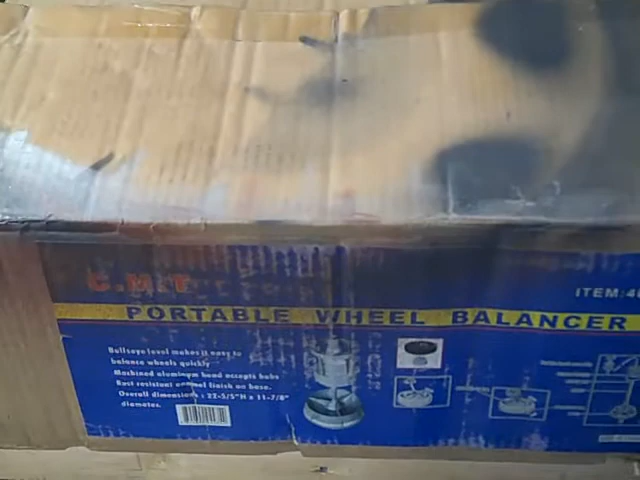 C.M.T
ITEM:4
PORTABLE WHEEL BALANCER
Bullseye level makes it easy to
balance wheels quickly
Machined aluminum head accepts hubs
Rust resistant enamel finish on base.
Overall dimensions : 22-5/5"H x 11-7/8"
diameter.